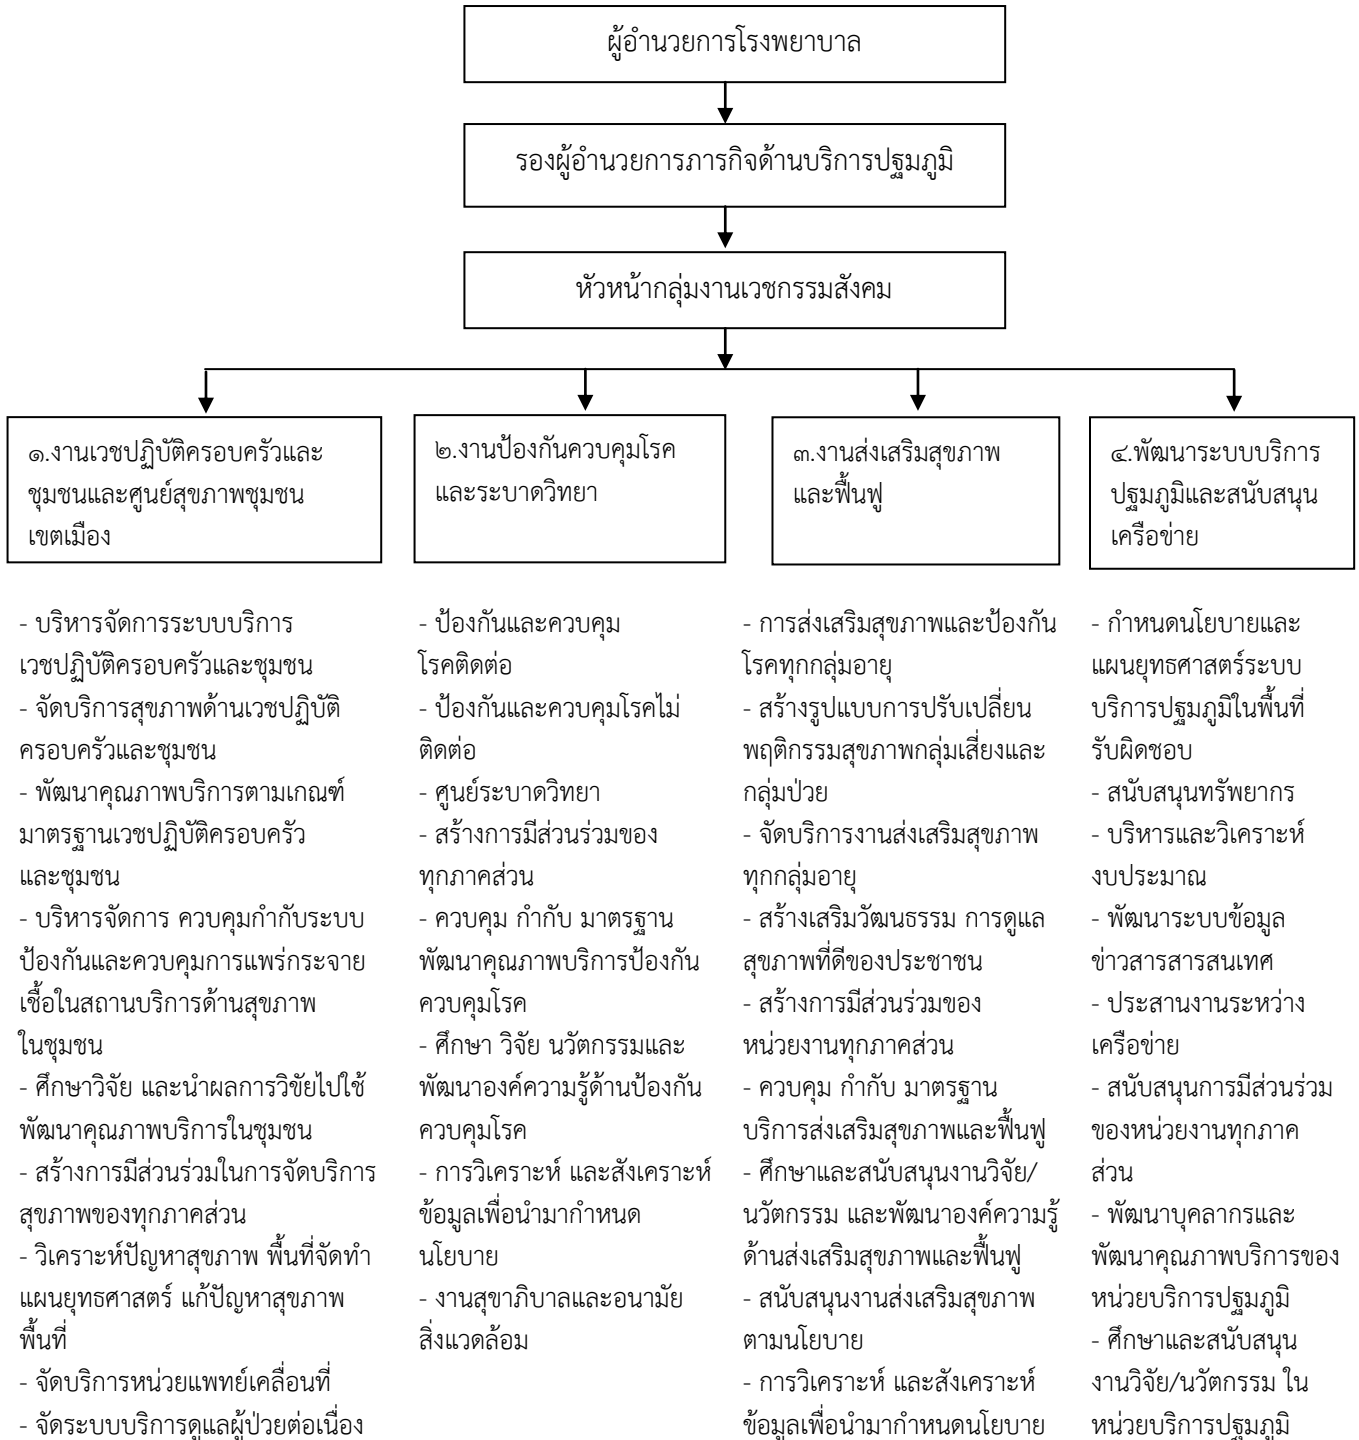 ผู้อำนวยการโรงพยาบาล
รองผู้อำนวยการภารกิจด้านบริการปฐมภูมิ
หัวหน้ากลุ่มงานเวชกรรมสังคม
๑.งานเวชปฏิบัติครอบครัวและ
ชุมชนและศูนย์สุขภาพชุมชน
เขตเมือง
๒.งานป้องกันควบคุมโรค
และระบาดวิทยา
๓.งานส่งเสริมสุขภาพ
และฟื้นฟู
๔.พัฒนาระบบบริการ
ปฐมภูมิและสนับสนุน
เครือข่าย
- บริหารจัดการระบบบริการ
เวชปฏิบัติครอบครัวและชุมชน
- จัดบริการสุขภาพด้านเวชปฏิบัติ
ครอบครัวและชุมชน
- พัฒนาคุณภาพบริการตามเกณฑ์
มาตรฐานเวชปฏิบัติครอบครัว
และชุมชน
- บริหารจัดการ ควบคุมกำกับระบบ
ป้องกันและควบคุมการแพร่กระจาย
เชื้อในสถานบริการด้านสุขภาพ
ในชุมชน
- ศึกษาวิจัย และนำผลการวิขัยไปใช้
พัฒนาคุณภาพบริการในชุมชน
- สร้างการมีส่วนร่วมในการจัดบริการ
สุขภาพของทุกภาคส่วน
- วิเคราะห์ปัญหาสุขภาพ พื้นที่จัดทำ
แผนยุทธศาสตร์ แก้ปัญหาสุขภาพ
พื้นที่
- จัดบริการหน่วยแพทย์เคลื่อนที่
- จัดระบบบริการดูแลผู้ป่วยต่อเนื่อง
- ป้องกันและควบคุม
โรคติดต่อ
- ป้องกันและควบคุมโรคไม่
ติดต่อ
- ศูนย์ระบาดวิทยา
- สร้างการมีส่วนร่วมของ
ทุกภาคส่วน
- ควบคุม กำกับ มาตรฐาน
พัฒนาคุณภาพบริการป้องกัน
ควบคุมโรค
- ศึกษา วิจัย นวัตกรรมและ
พัฒนาองค์ความรู้ด้านป้องกัน
ควบคุมโรค
- การวิเคราะห์ และสังเคราะห์
ข้อมูลเพื่อนำมากำหนด
นโยบาย
- งานสุขาภิบาลและอนามัย
สิ่งแวดล้อม
- การส่งเสริมสุขภาพและป้องกัน
โรคทุกกลุ่มอายุ
- สร้างรูปแบบการปรับเปลี่ยน
พฤติกรรมสุขภาพกลุ่มเสี่ยงและ
กลุ่มป่วย
- จัดบริการงานส่งเสริมสุขภาพ
ทุกกลุ่มอายุ
- สร้างเสริมวัฒนธรรม การดูแล
สุขภาพที่ดีของประชาชน
- สร้างการมีส่วนร่วมของ
หน่วยงานทุกภาคส่วน
- ควบคุม กำกับ มาตรฐาน
บริการส่งเสริมสุขภาพและฟื้นฟู
- ศึกษาและสนับสนุนงานวิจัย/
นวัตกรรม และพัฒนาองค์ความรู้
ด้านส่งเสริมสุขภาพและฟื้นฟู
- สนับสนุนงานส่งเสริมสุขภาพ
ตามนโยบาย
- การวิเคราะห์ และสังเคราะห์
ข้อมูลเพื่อนำมากำหนดนโยบาย
- กำหนดนโยบายและ
แผนยุทธศาสตร์ระบบ
บริการปฐมภูมิในพื้นที่
รับผิดชอบ
- สนับสนุนทรัพยากร
- บริหารและวิเคราะห์
งบประมาณ
- พัฒนาระบบข้อมูล
ข่าวสารสารสนเทศ
- ประสานงานระหว่าง
เครือข่าย
- สนับสนุนการมีส่วนร่วม
ของหน่วยงานทุกภาค
ส่วน
- พัฒนาบุคลากรและ
พัฒนาคุณภาพบริการของ
หน่วยบริการปฐมภูมิ
- ศึกษาและสนับสนุน
งานวิจัย/นวัตกรรม ใน
หน่วยบริการปฐมภูมิ